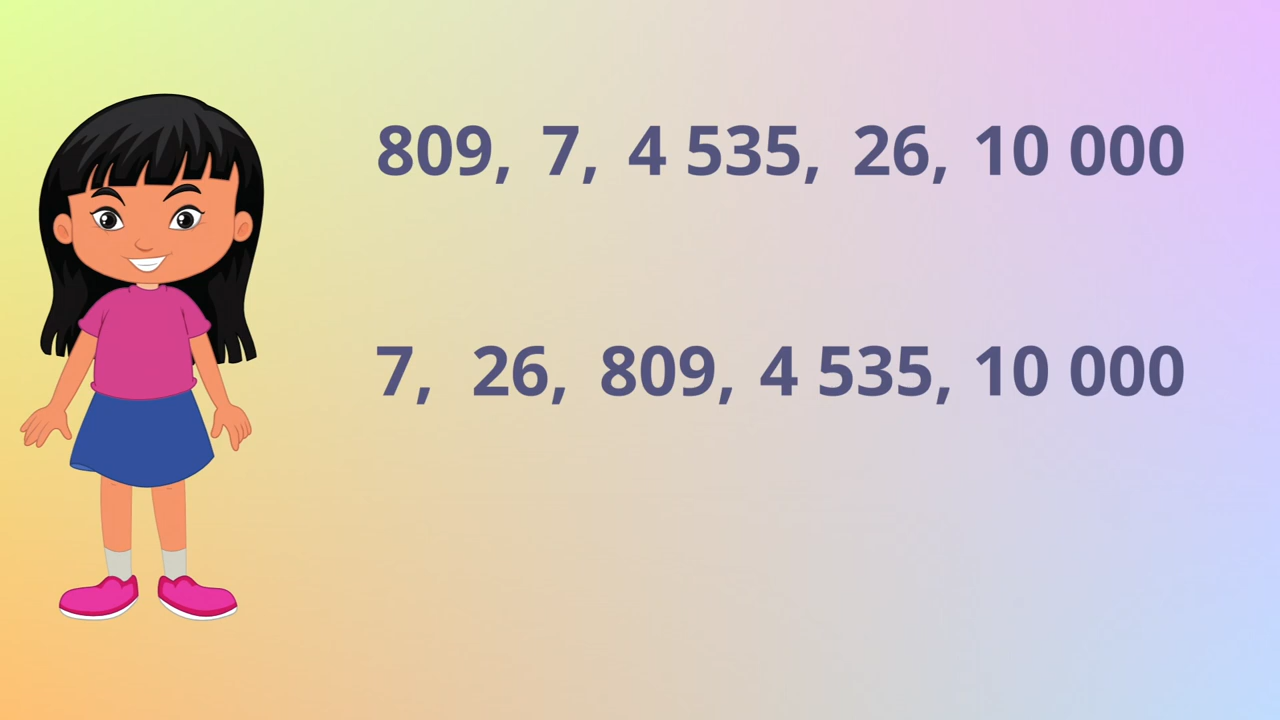 809, 7, 4 535, 26, 10 000
7, 26, 809, 4 535, 10 000